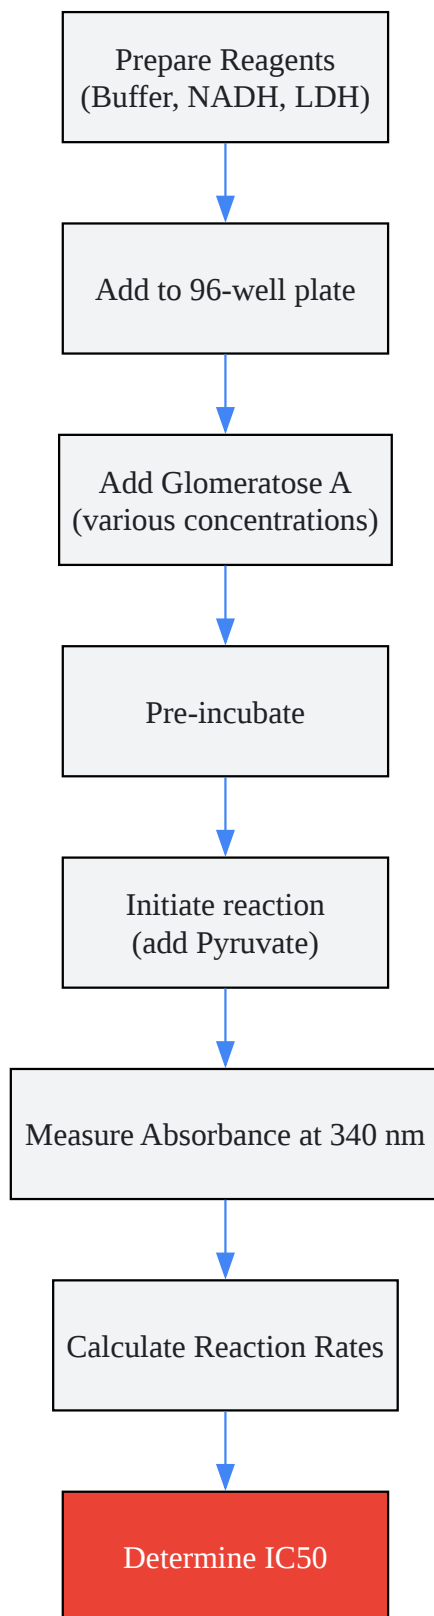 Prepare Reagents
(Buffer, NADH, LDH)
Add to 96-well plate
Add Glomeratose A
(various concentrations)
Pre-incubate
Initiate reaction
(add Pyruvate)
Measure Absorbance at 340 nm
Calculate Reaction Rates
Determine IC50